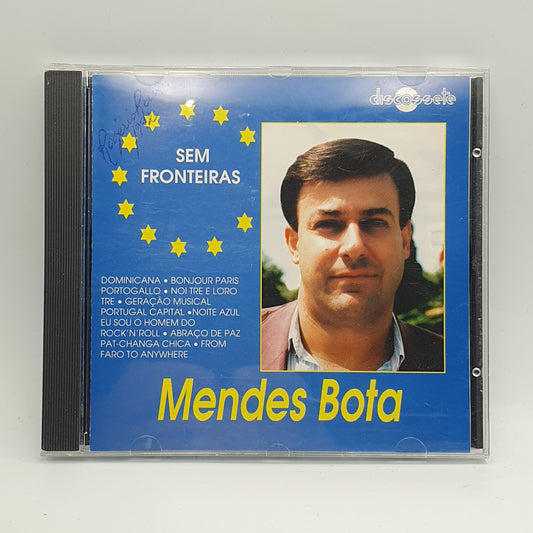 discossete
SEM
FRONTEIRAS
DOMINICANA • BONJOUR PARIS
PORTOGALLO • NOI TRE E LORO
TRE • GERAÇÃO MUSICAL
PORTUGAL CAPITAL •NOITE AZUL
EU SOU O HOMEM DO
ROCK'N'ROLL • ABRAÇO DE PAZ
PAT-CHANGA CHICA • FROM
FARO TO ANYWHERE
Mendes Bota